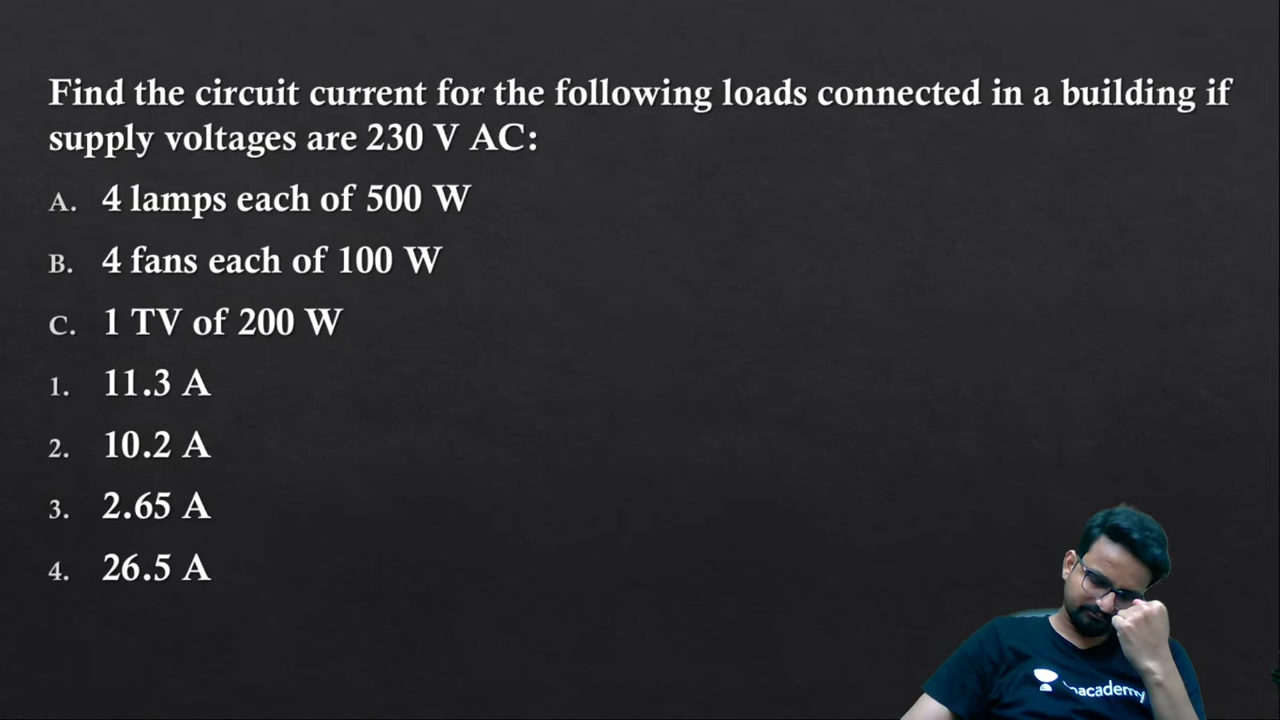 Find the circuit current for the following loads connected in a building if
supply voltages are 230 V AC:
A. 4 lamps each of 500 W
B. 4 fans each of 100 W
C. 1 TV of 200 W
1. 11.3 A
2. 10.2 A
3. 2.65 A
4. 26.5 A